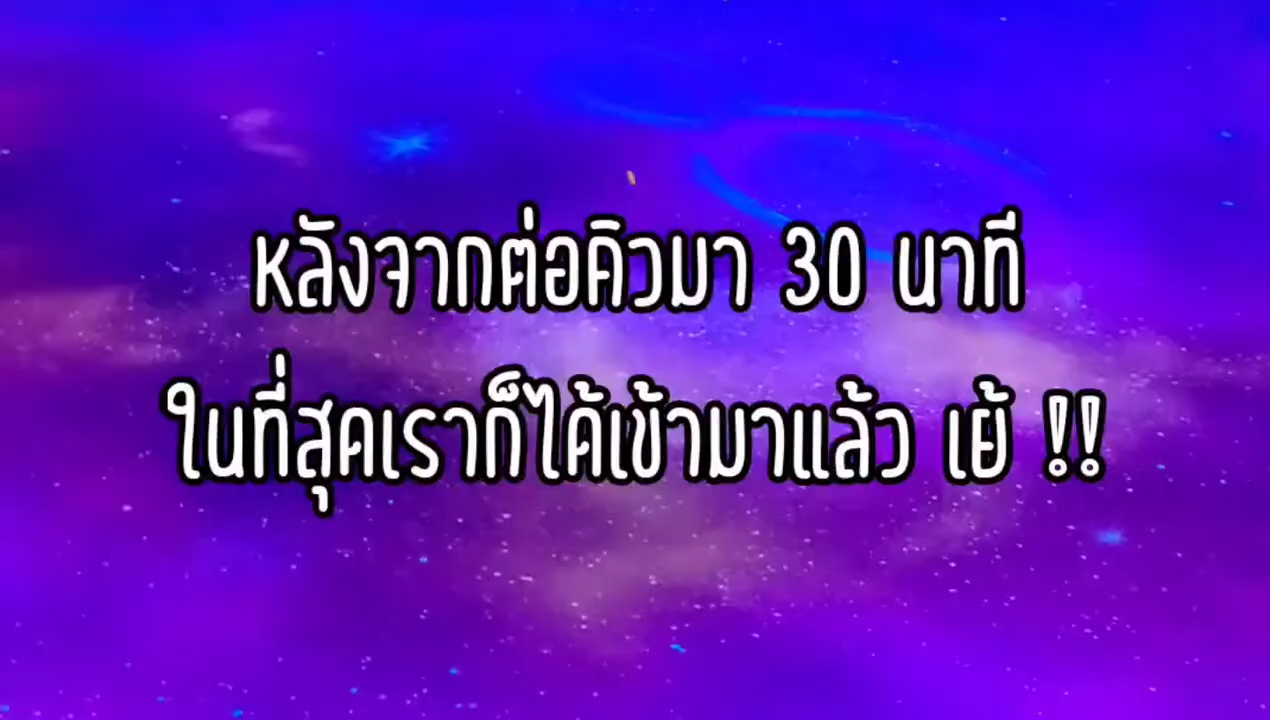 หลังจากต่อคิวมา 30 นาที
ในที่สุดเราก็ได้เข้ามาแล้ว เย้ !!